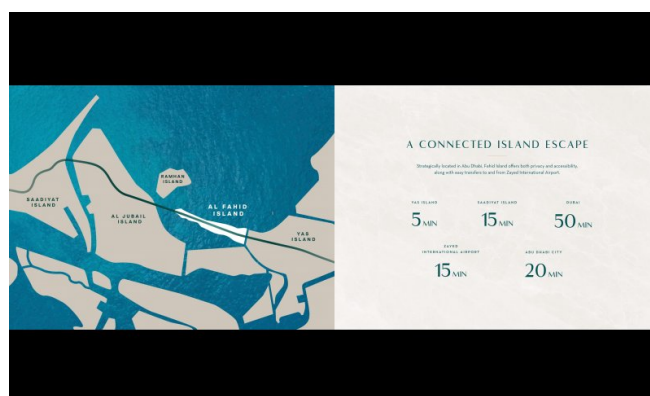 RAMHAN
ISLAND
SAADIYAT
ISLAND
AL JUBAIL
ISLAND
AL FAHID
ISLAND
YAS
ISLAND
A CONNECTED ISLAND ESCAPE
Strategically located in Abu Dhabi, Fahid Island offers both privacy and accessibility,
along with easy transfers to and from Zayed International Airport.
YAS ISLAND
5 MIN
SAADIYAT ISLAND
15 MIN
DUBAI
50 MIN
ZAYED
INTERNATIONAL AIRPORT
15 MIN
ABU DHABI CITY
20 MIN